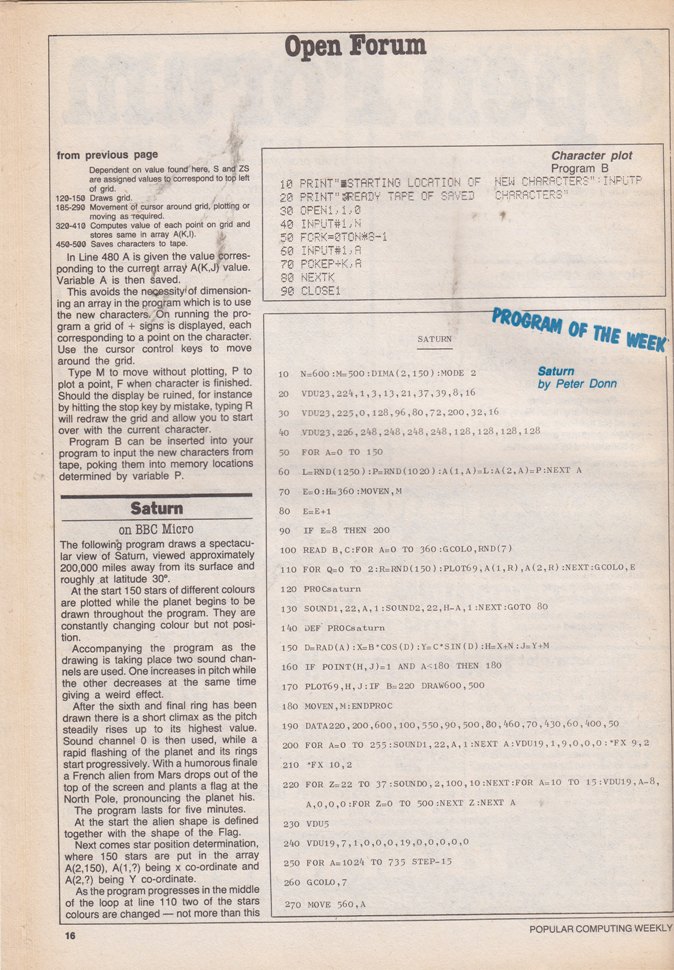 Open Forum
from previous page
Dependent on value found here, S and ZS
are assigned values to correspond to top left
of grid.
120-150 Draws grid.
185-290 Movement of cursor around grid, plotting or
moving as required.
320-410 Computes value of each point on grid and
stores same in array A(K,I).
450-500 Saves characters to tape.
In Line 480 A is given the value corres-
ponding to the current array A(K,J) value.
Variable A is then saved.
This avoids the necessity of dimension-
ing an array in the program which is to use
the new characters. On running the pro-
gram a grid of + signs is displayed, each
corresponding to a point on the character.
Use the cursor control keys to move
around the grid.
Type M to move without plotting, P to
plot a point, F when character is finished.
Should the display be ruined, for instance
by hitting the stop key by mistake, typing R
will redraw the grid and allow you to start
over with the current character.
Program B can be inserted into your
program to input the new characters from
tape, poking them into memory locations
determined by variable P.
Saturn
on BBC Micro
The following program draws a spectacu-
lar view of Saturn, viewed approximately
200,000 miles away from its surface and
roughly at latitude 30°.
At the start 150 stars of different colours
are plotted while the planet begins to be
drawn throughout the program. They are
constantly changing colour but not posi-
tion.
Accompanying the program as the
drawing is taking place two sound chan-
nels are used. One increases in pitch while
the other decreases at the same time
giving a weird effect.
After the sixth and final ring has been
drawn there is a short climax as the pitch
steadily rises up to its highest value.
Sound channel 0 is then used, while a
rapid flashing of the planet and its rings
start progressively. With a humorous finale
a French alien from Mars drops out of the
top of the screen and plants a flag at the
North Pole, pronouncing the planet his.
The program lasts for five minutes.
At the start the alien shape is defined
together with the shape of the Flag.
Next comes star position determination,
where 150 stars are put in the array
A(2,150), A(1,?) being x co-ordinate and
A(2,?) being Y co-ordinate.
As the program progresses in the middle
of the loop at line 110 two of the stars
colours are changed — not more than this
Character plot
Program B
10 PRINT"STARTING LOCATION OF NEW CHARACTERS":INPUTP
20 PRINT"READY TAPE OF SAVED CHARACTERS"
30 OPEN1,1,0
40 INPUT#1,N
50 FORK=0TON*8-1
60 INPUT#1,A
70 POKEP+K,A
80 NEXTK
90 CLOSE1
PROGRAM OF THE WEEK
SATURN
Saturn
by Peter Donn
10 N=600:M=500:DIMA(2,150):MODE 2
20 VDU23,224,1,3,13,21,37,39,8,16
30 VDU23,225,0,128,96,80,72,200,32,16
40 VDU23,226,248,248,248,248,128,128,128,128
50 FOR A=0 TO 150
60 L=RND(1250):P=RND(1020):A(1,A)=L:A(2,A)=P:NEXT A
70 E=0:H=360:MOVEN,M
80 E=E+1
90 IF E=8 THEN 200
100 READ B,C:FOR A=0 TO 360:GCOLO,RND(7)
110 FOR Q=0 TO 2:R=RND(150):PLOT69,A(1,R),A(2,R):NEXT:GCOLO,E
120 PROCsaturn
130 SOUND1,22,A,1:SOUND2,22,H-A,1:NEXT:GOTO 80
140 DEF PROCsaturn
150 D=RAD(A):X=B*COS(D):Y=C*SIN(D):H=X+N:J=Y+M
160 IF POINT(H,J)=1 AND A<180 THEN 180
170 PLOT69,H,J:IF B=220 DRAW600,500
180 MOVEN,M:ENDPROC
190 DATA220,200,600,100,550,90,500,80,460,70,430,60,400,50
200 FOR A=0 TO 255:SOUND1,22,A,1:NEXT A:VDU19,1,9,0,0,0:*FX 9,2
210 *FX 10,2
220 FOR Z=22 TO 37:SOUND0,2,100,10:NEXT:FOR A=10 TO 15:VDU19,A-8,
A,0,0,0:FOR Z=0 TO 500:NEXT Z:NEXT A
230 VDU5
240 VDU19,7,1,0,0,0,19,0,0,0,0,0
250 FOR A=1024 TO 735 STEP-15
260 GCOLO,7
270 MOVE 560,A
16
POPULAR COMPUTING WEEKLY